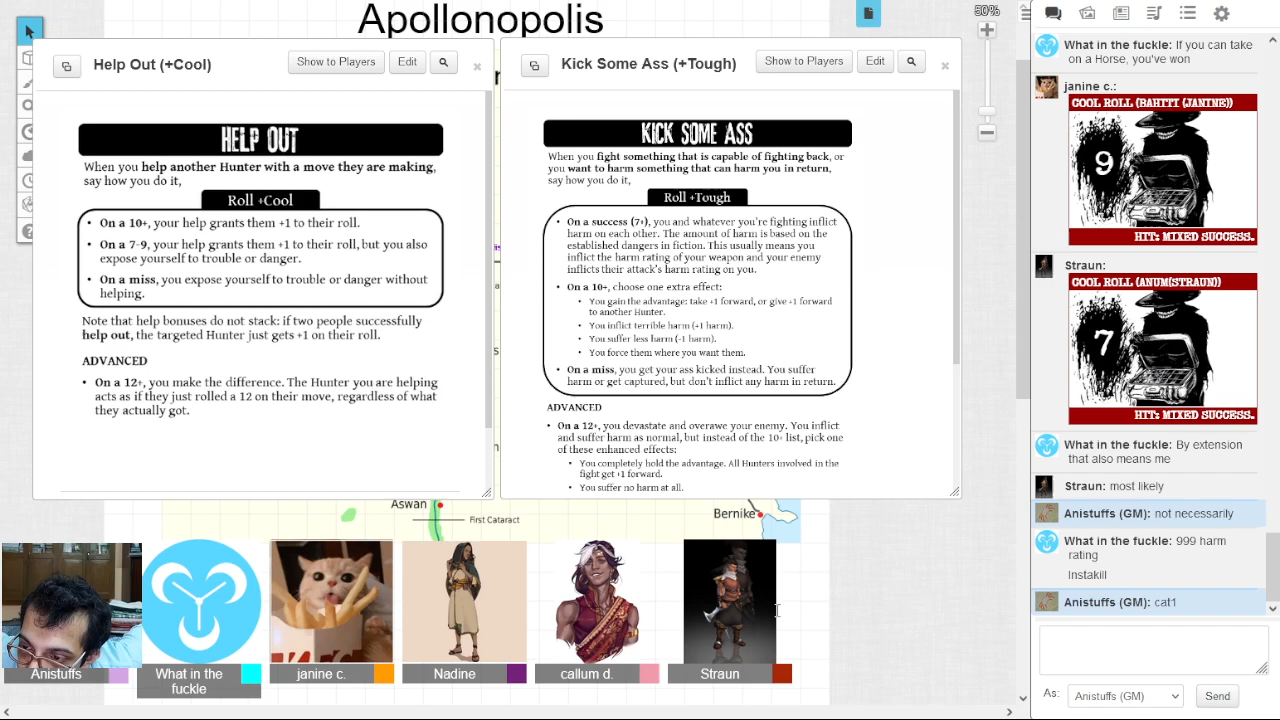 Apollonopolis
80%
Help Out (+Cool)
Show to Players
Edit
HELP OUT
When you help another Hunter with a move they are making,
say how you do it,
Roll +Cool
• On a 10+, your help grants them +1 to their roll.
• On a 7-9, your help grants them +1 to their roll, but you also
expose yourself to trouble or danger.
• On a miss, you expose yourself to trouble or danger without
helping.
Note that help bonuses do not stack: if two people successfully
help out, the targeted Hunter just gets +1 on their roll.
ADVANCED
• On a 12+, you make the difference. The Hunter you are helping
acts as if they just rolled a 12 on their move, regardless of what
they actually got.
Kick Some Ass (+Tough)
Show to Players
Edit
KICK SOME ASS
When you fight something that is capable of fighting back, or
you want to harm something that can harm you in return,
say how you do it,
Roll +Tough
• On a success (7+), you and whatever you're fighting inflict
harm on each other. The amount of harm is based on the
established dangers in fiction. This usually means you
inflict the harm rating of your weapon and your enemy
inflicts their attack's harm rating on you.
• On a 10+, choose one extra effect:
• You gain the advantage: take +1 forward, or give +1 forward
to another Hunter.
• You inflict terrible harm (+1 harm).
• You suffer less harm (-1 harm).
• You force them where you want them.
• On a miss, you get your ass kicked instead. You suffer
harm or get captured, but don't inflict any harm in return.
ADVANCED
• On a 12+, you devastate and overawe your enemy. You inflict
and suffer harm as normal, but instead of the 10+ list, pick one
of these enhanced effects:
• You completely hold the advantage. All Hunters involved in the
fight get +1 forward.
• You suffer no harm at all.
Aswan
First Cataract
Bernike
Anistuffs
What in the
fuckle
janine c.
Nadine
callum d.
Straun
What in the fuckle: If you can take
on a Horse, you've won
janine c.:
COOL ROLL (BAHITI (JANINE))
9
HIT: MIXED SUCCESS.
Straun:
COOL ROLL (ANUM(STRAUN))
7
HIT: MIXED SUCCESS.
What in the fuckle: By extension
that also means me
Straun: most likely
Anistuffs (GM): not necessarily
What in the fuckle: 999 harm
rating
Instakill
Anistuffs (GM): cat1
As:
Anistuffs (GM)
Send